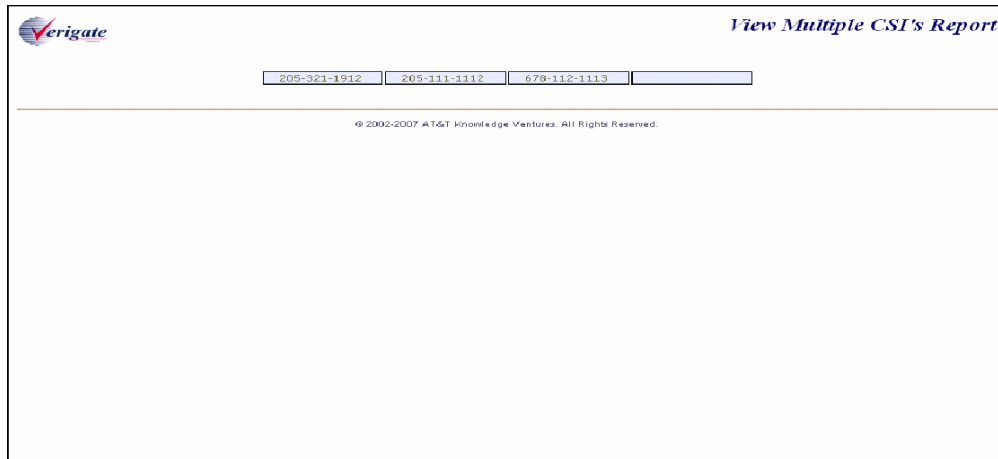 Verigate
View Multiple CSI's Report
205-321-1912 205-111-1112 678-112-1113
© 2002-2007 AT&T Knowledge Ventures. All Rights Reserved.